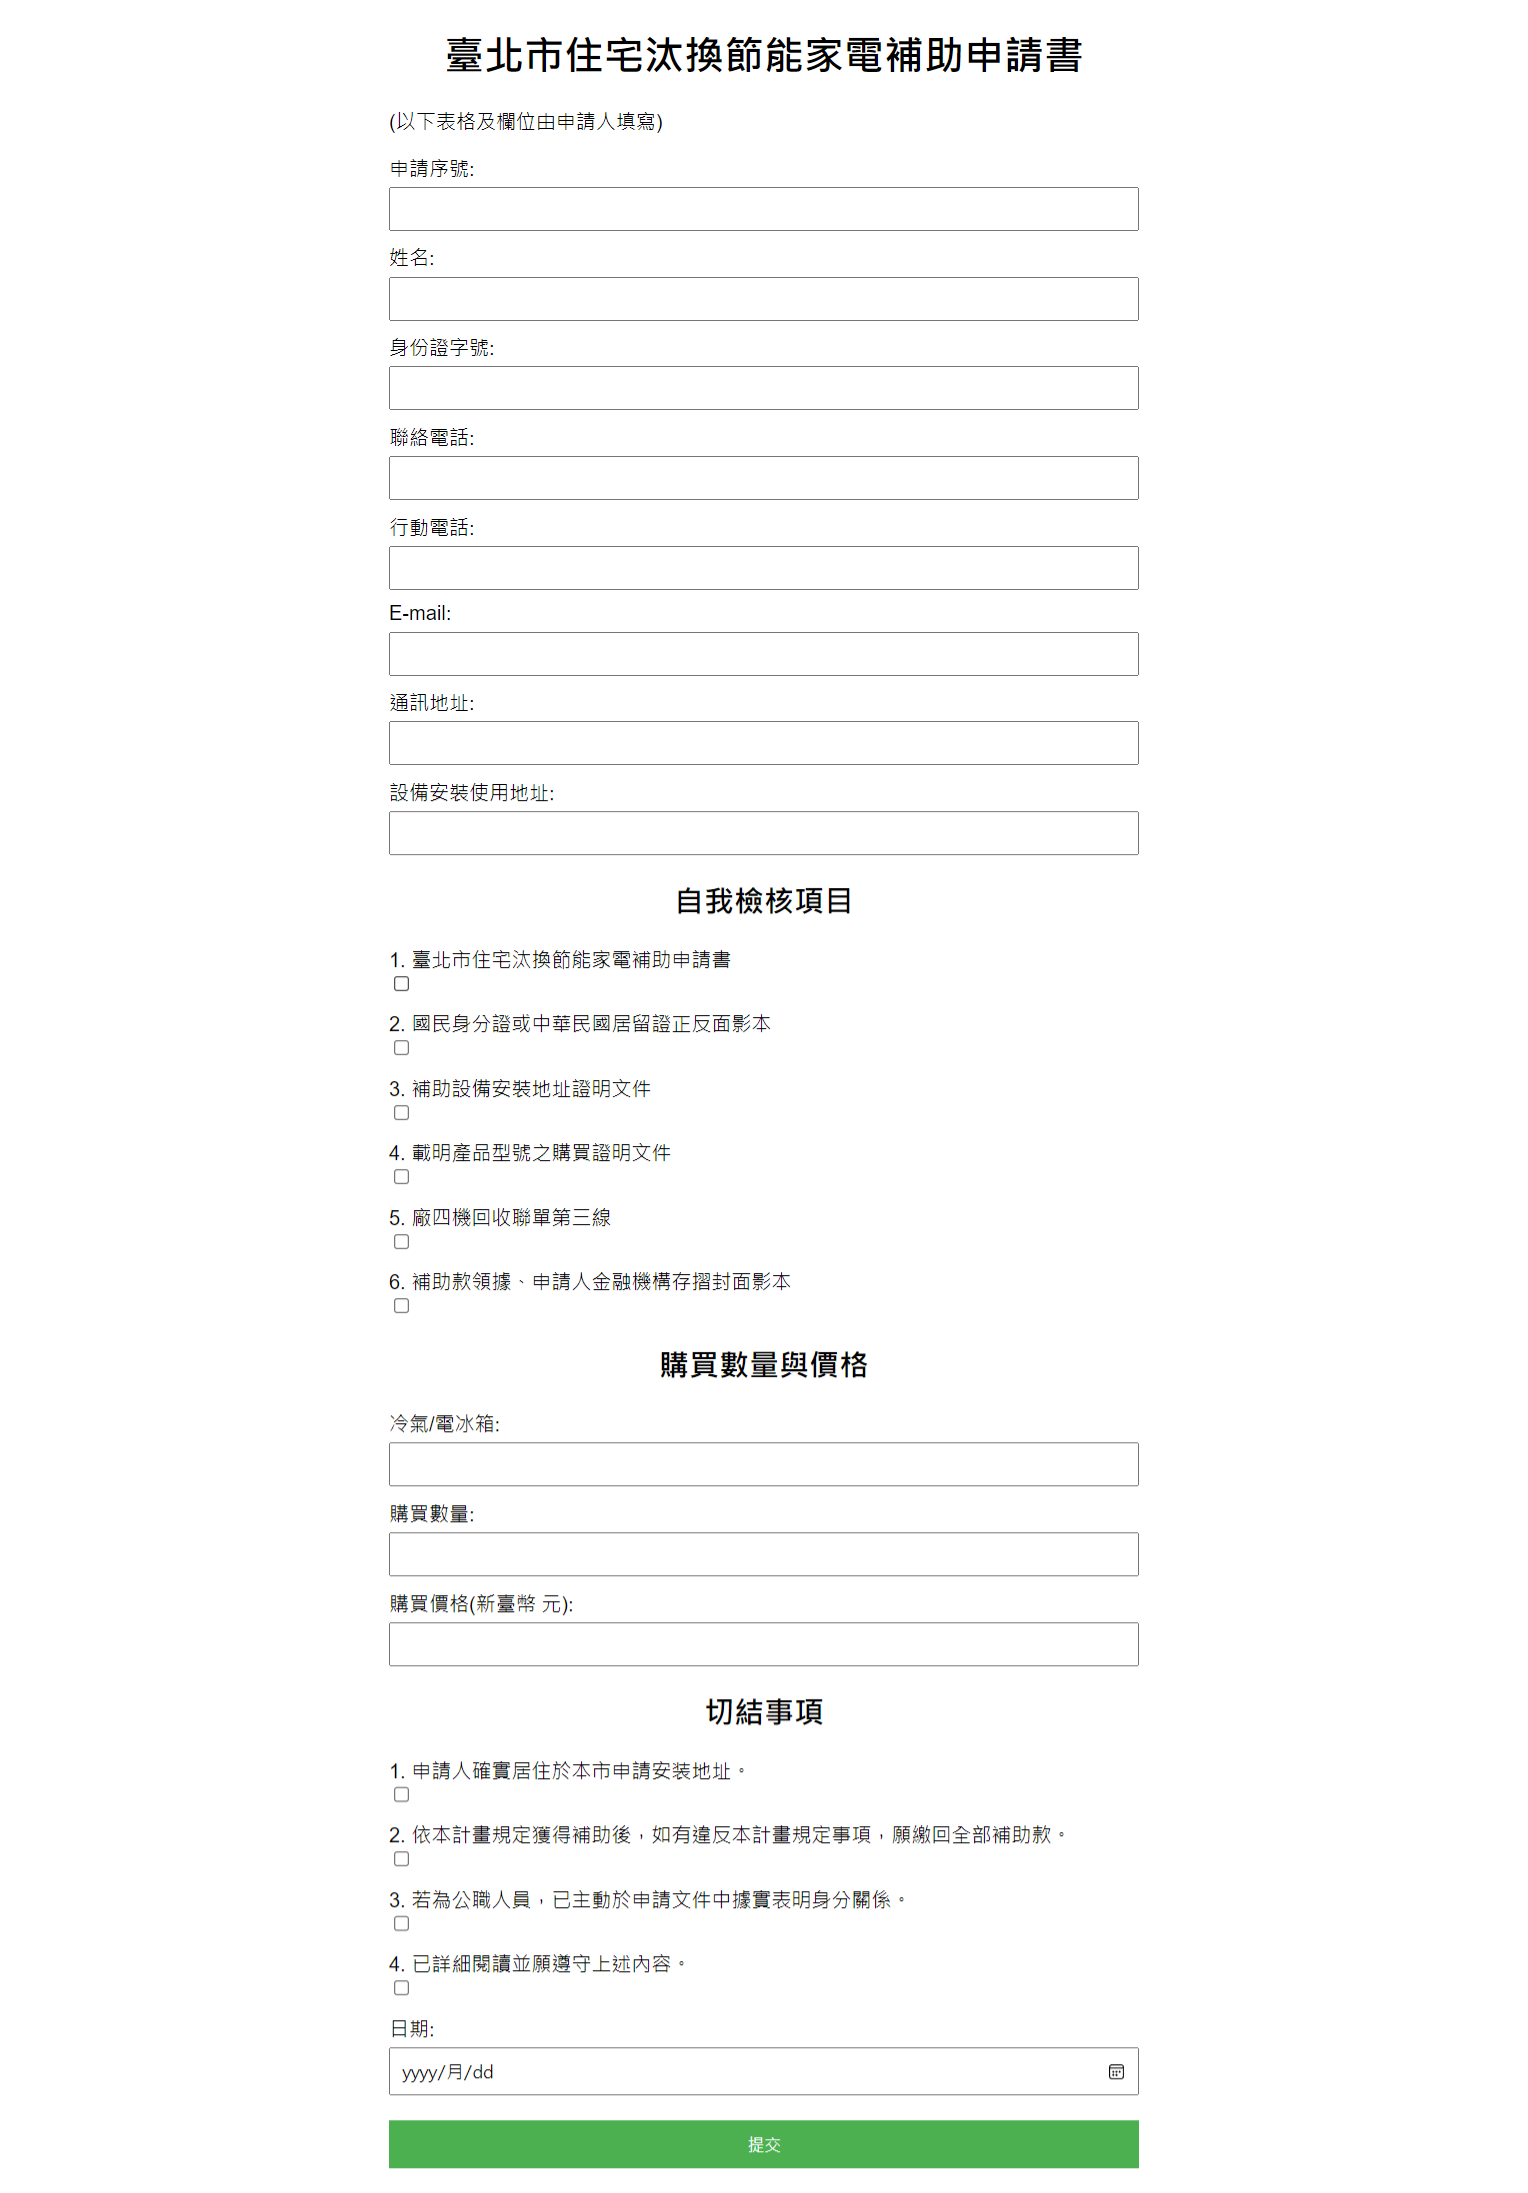 臺北市住宅汰換節能家電補助申請書
(以下表格及欄位由申請人填寫)
申請序號:
姓名:
身份證字號:
聯絡電話:
行動電話:
E-mail:
通訊地址:
設備安裝使用地址:
自我檢核項目
1. 臺北市住宅汰換節能家電補助申請書
2. 國民身分證或中華民國居留證正反面影本
3. 補助設備安裝地址證明文件
4. 載明產品型號之購買證明文件
5. 廠四機回收聯單第三線
6. 補助款領據、申請人金融機構存摺封面影本
購買數量與價格
冷氣/電冰箱:
購買數量:
購買價格(新臺幣 元):
切結事項
1. 申請人確實居住於本市申請安装地址。
2. 依本計畫規定獲得補助後，如有違反本計畫規定事項，願繳回全部補助款。
3. 若為公職人員，已主動於申請文件中據實表明身分關係。
4. 已詳細閱讀並願遵守上述內容。
日期:
yyyy/月/dd
提交